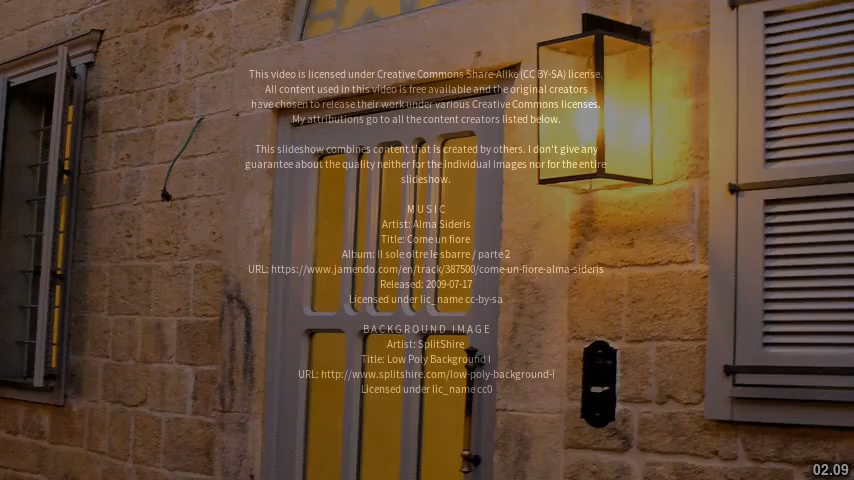 This video is licensed under Creative Commons Share-Alike (CC BY-SA) license.
All content used in this video is free available and the original creators
have chosen to release their work under various Creative Commons licenses.
My attributions go to all the content creators listed below.
This slideshow combines content that is created by others. I don't give any
guarantee about the quality neither for the individual images nor for the entire
slideshow.
MUSIC
Artist: Alma Sideris
Title: Come un fiore
Album: Il sole oltre le sbarre / parte 2
URL: https://www.jamendo.com/en/track/387500/come-un-fiore-alma-sideris
Released: 2009-07-17
Licensed under lic_name cc-by-sa
BACKGROUND IMAGE
Artist: SplitShire
Title: Low Poly Background I
URL: http://www.splitshire.com/low-poly-background-i
Licensed under lic_name cc0
02.09